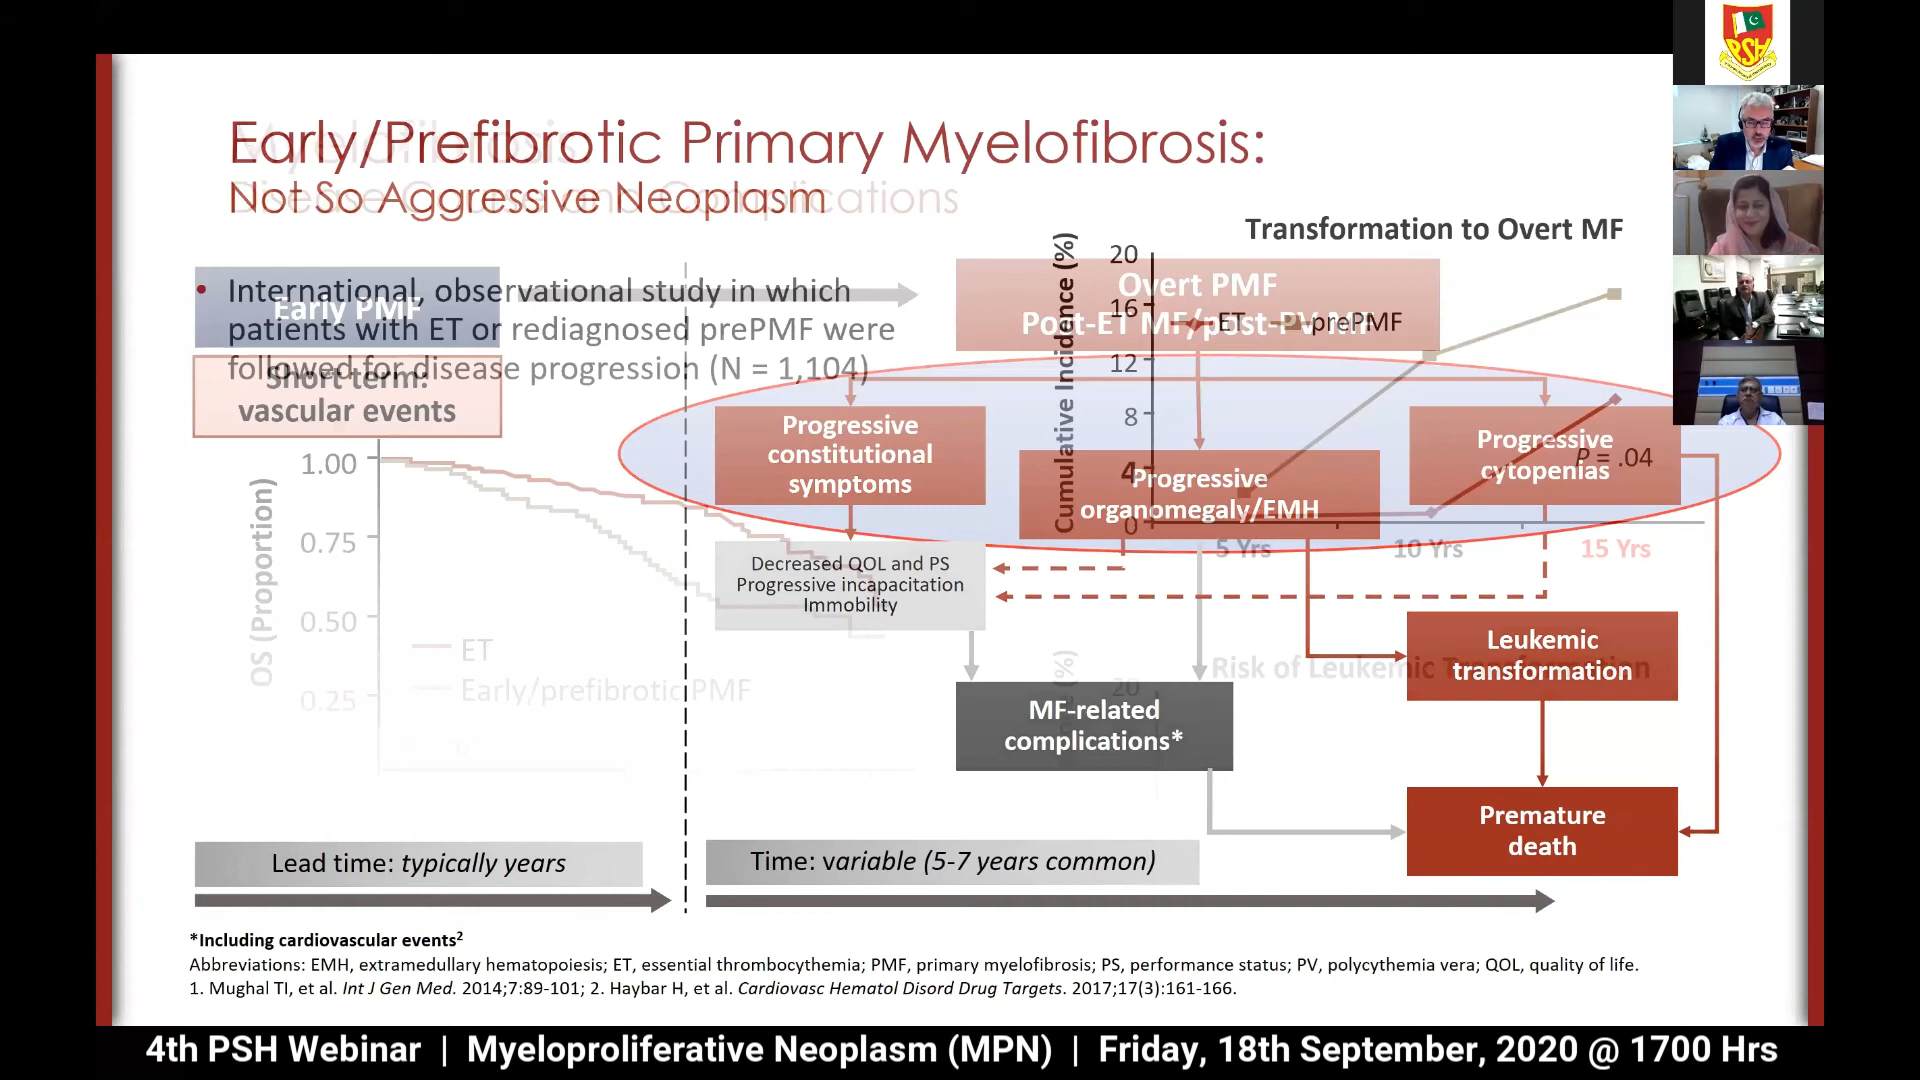 PSH
Early/Prefibrotic Primary Myelofibrosis:
Myelofibrosis
Not So Aggressive Neoplasm
Disease Course and Complications
Transformation to Overt MF
• International, observational study in which
patients with ET or rediagnosed prePMF were
followed for disease progression (N = 1,104)
Early PMF
Short term:
vascular events
Overt PMF
Post-ET MF/post-PV MF
Cumulative Incidence (%)
20
16
12
8
4
0
ET
prePMF
P = .04
5 Yrs
10 Yrs
15 Yrs
Progressive
constitutional
symptoms
Progressive
organomegaly/EMH
Progressive
cytopenias
OS (Proportion)
1.00
0.75
0.50
0.25
0
ET
Early/prefibrotic PMF
Decreased QOL and PS
Progressive incapacitation
Immobility
Risk of Leukemic Transformation
(%)
20
Leukemic
transformation
MF-related
complications*
Premature
death
Lead time: typically years
Time: variable (5-7 years common)
*Including cardiovascular events2
Abbreviations: EMH, extramedullary hematopoiesis; ET, essential thrombocythemia; PMF, primary myelofibrosis; PS, performance status; PV, polycythemia vera; QOL, quality of life.
1. Mughal TI, et al. Int J Gen Med. 2014;7:89-101; 2. Haybar H, et al. Cardiovasc Hematol Disord Drug Targets. 2017;17(3):161-166.
4th PSH Webinar | Myeloproliferative Neoplasm (MPN) | Friday, 18th September, 2020 @ 1700 Hrs